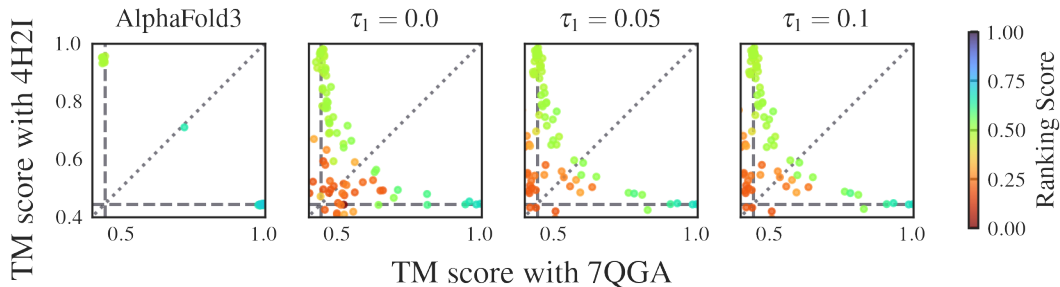 AlphaFold3
τ₁ = 0.0
τ₁ = 0.05
τ₁ = 0.1
TM score with 4H2I
1.0
0.8
0.6
0.4
0.5 1.0
0.5 1.0
0.5 1.0
0.5 1.0
TM score with 7QGA
1.00
0.75
0.50
0.25
0.00
Ranking Score